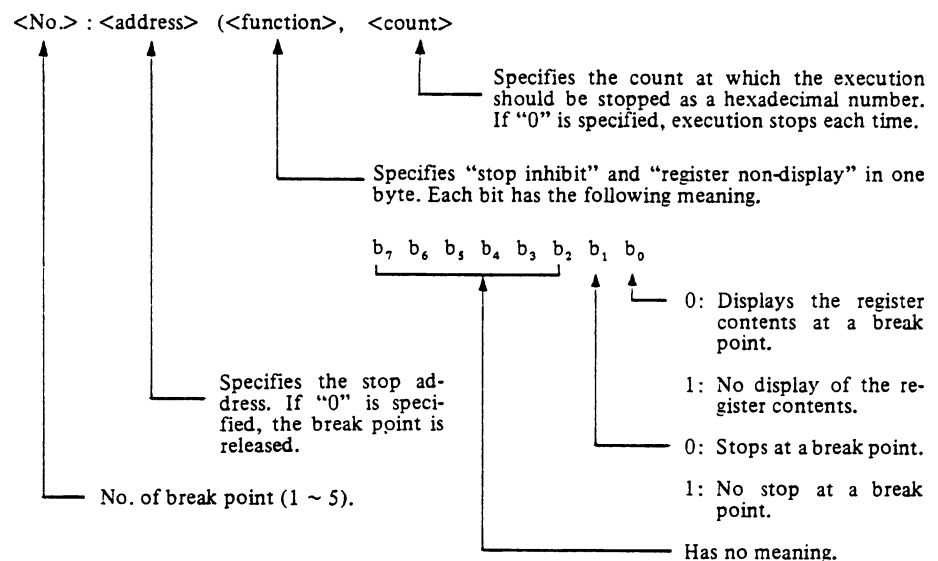 <No.> : <address> (<function>, <count>
Specifies the count at which the execution
should be stopped as a hexadecimal number.
If “0” is specified, execution stops each time.
Specifies “stop inhibit” and “register non-display” in one
byte. Each bit has the following meaning.
b₇ b₆ b₅ b₄ b₃ b₂ b₁ b₀
0: Displays the register
contents at a break
point.
1: No display of the re-
gister contents.
Specifies the stop ad-
dress. If “0” is speci-
fied, the break point is
released.
0: Stops at a break point.
1: No stop at a break
point.
No. of break point (1 ~ 5).
Has no meaning.